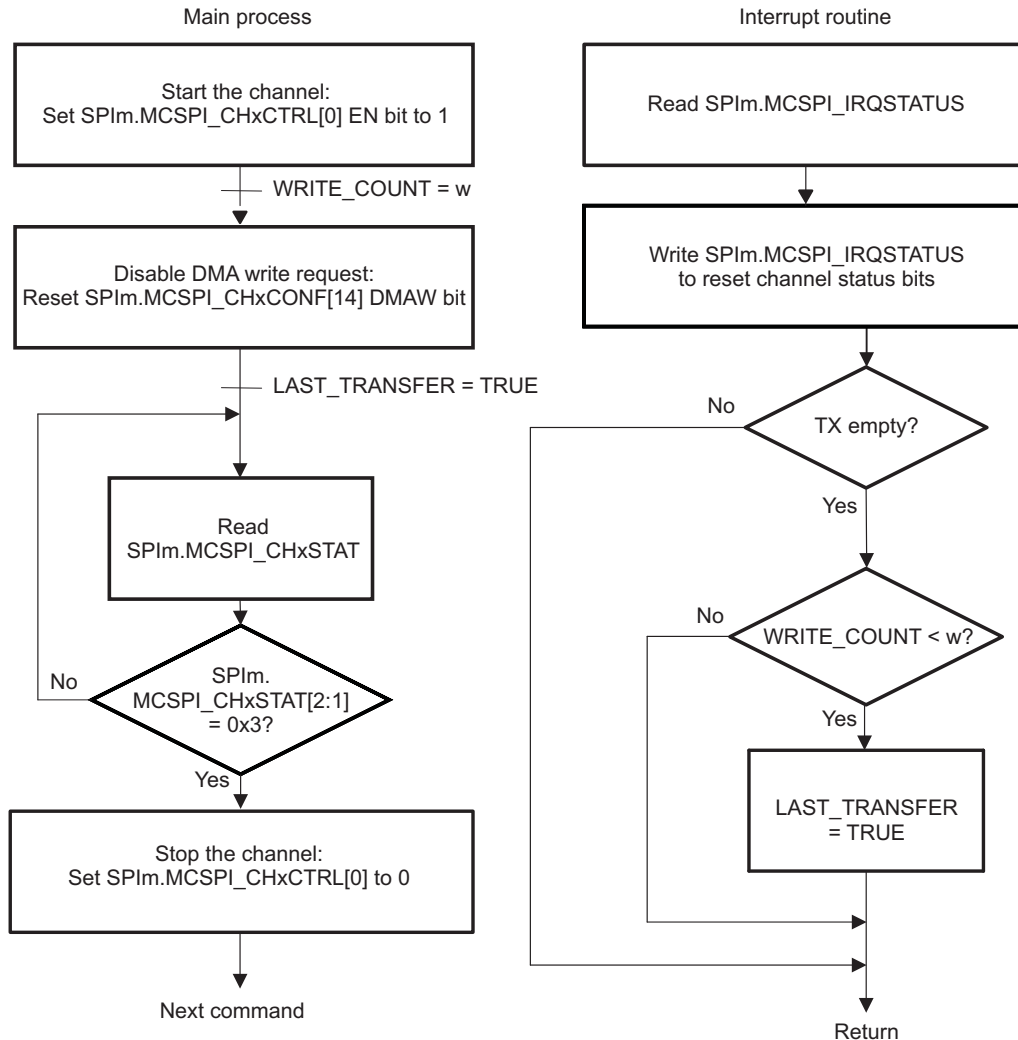 Main process
Start the channel:
Set SPIm.MCSPI_CHxCTRL[0] EN bit to 1
WRITE_COUNT = w
Disable DMA write request:
Reset SPIm.MCSPI_CHxCONF[14] DMAW bit
LAST_TRANSFER = TRUE
Read
SPIm.MCSPI_CHxSTAT
SPIm.
MCSPI_CHxSTAT[2:1]
= 0x3?
No
Yes
Stop the channel:
Set SPIm.MCSPI_CHxCTRL[0] to 0
Next command
Interrupt routine
Read SPIm.MCSPI_IRQSTATUS
Write SPIm.MCSPI_IRQSTATUS
to reset channel status bits
No
TX empty?
Yes
No
WRITE_COUNT < w?
Yes
LAST_TRANSFER
= TRUE
Return